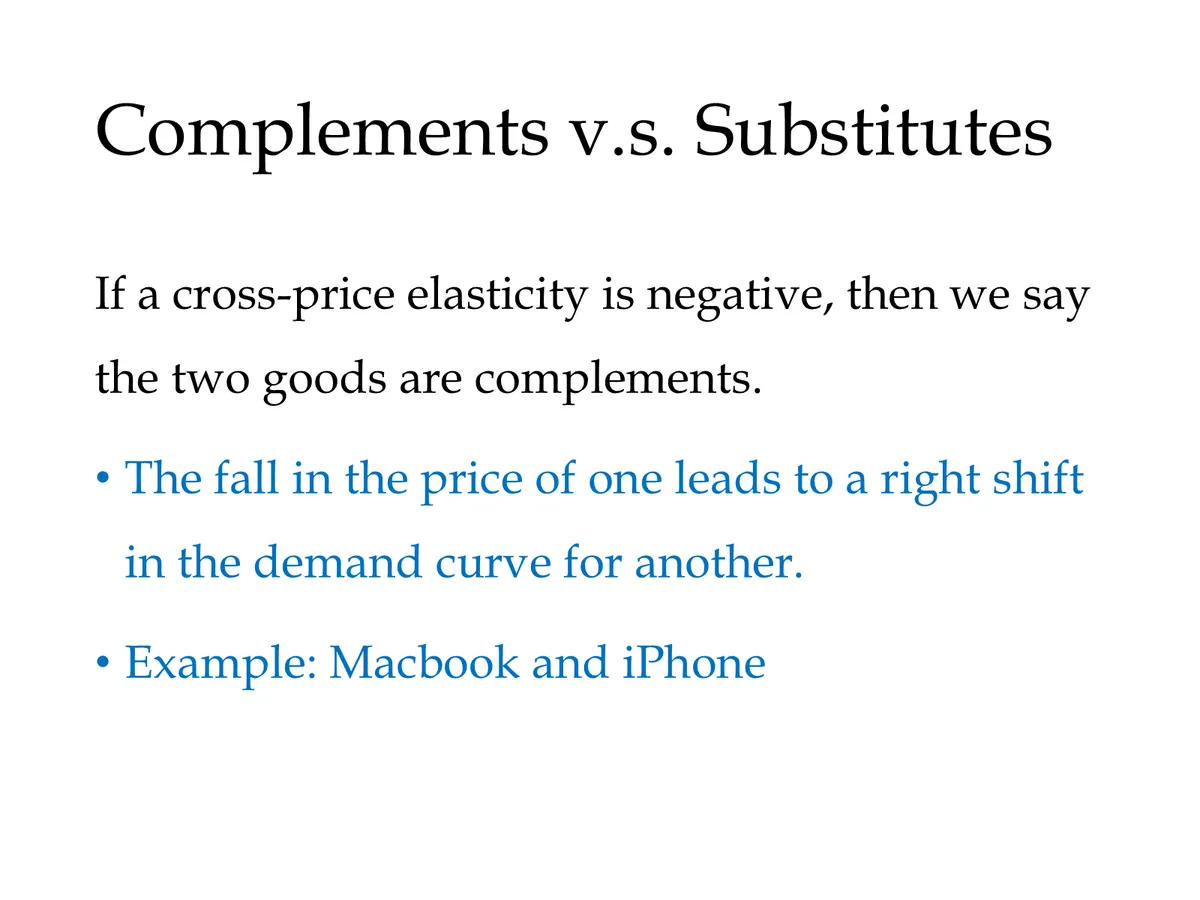 Complements v.s. Substitutes
If a cross-price elasticity is negative, then we say
the two goods are complements.
• The fall in the price of one leads to a right shift
in the demand curve for another.
• Example: Macbook and iPhone